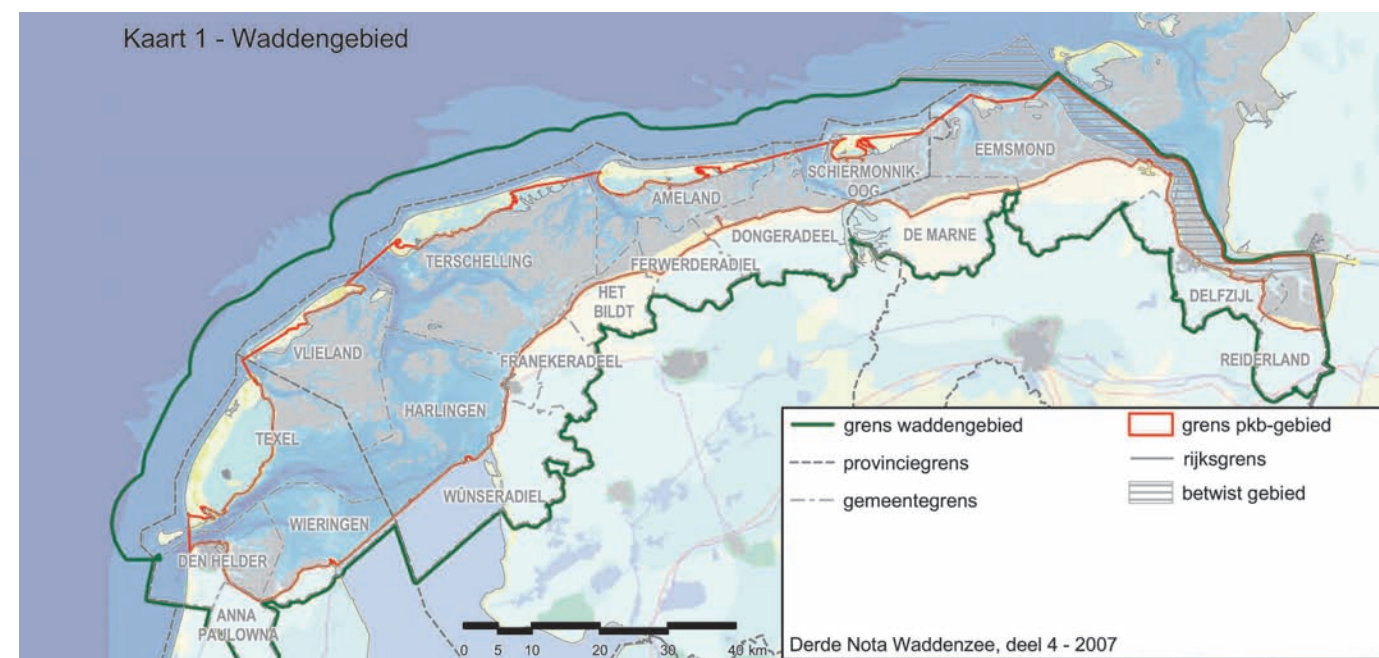 Kaart 1 - Waddengebied
EEMSMOND
SCHIERMONNIK-
OOG
AMELAND
DE MARNE
DONGERADEEL
TERSCHELLING
FERWERDERADIEL
HET
BILDT
DELFZIJL
VLIELAND
FRANEKERADEEL
REIDERLAND
HARLINGEN
TEXEL
WÛNSERADIEL
WIERINGEN
DEN HELDER
ANNA
PAULOWNA
grens waddengebied
provinciegrens
gemeentegrens
grens pkb-gebied
rijksgrens
betwist gebied
0 5 10 20 30 40 km
Derde Nota Waddenzee, deel 4 - 2007